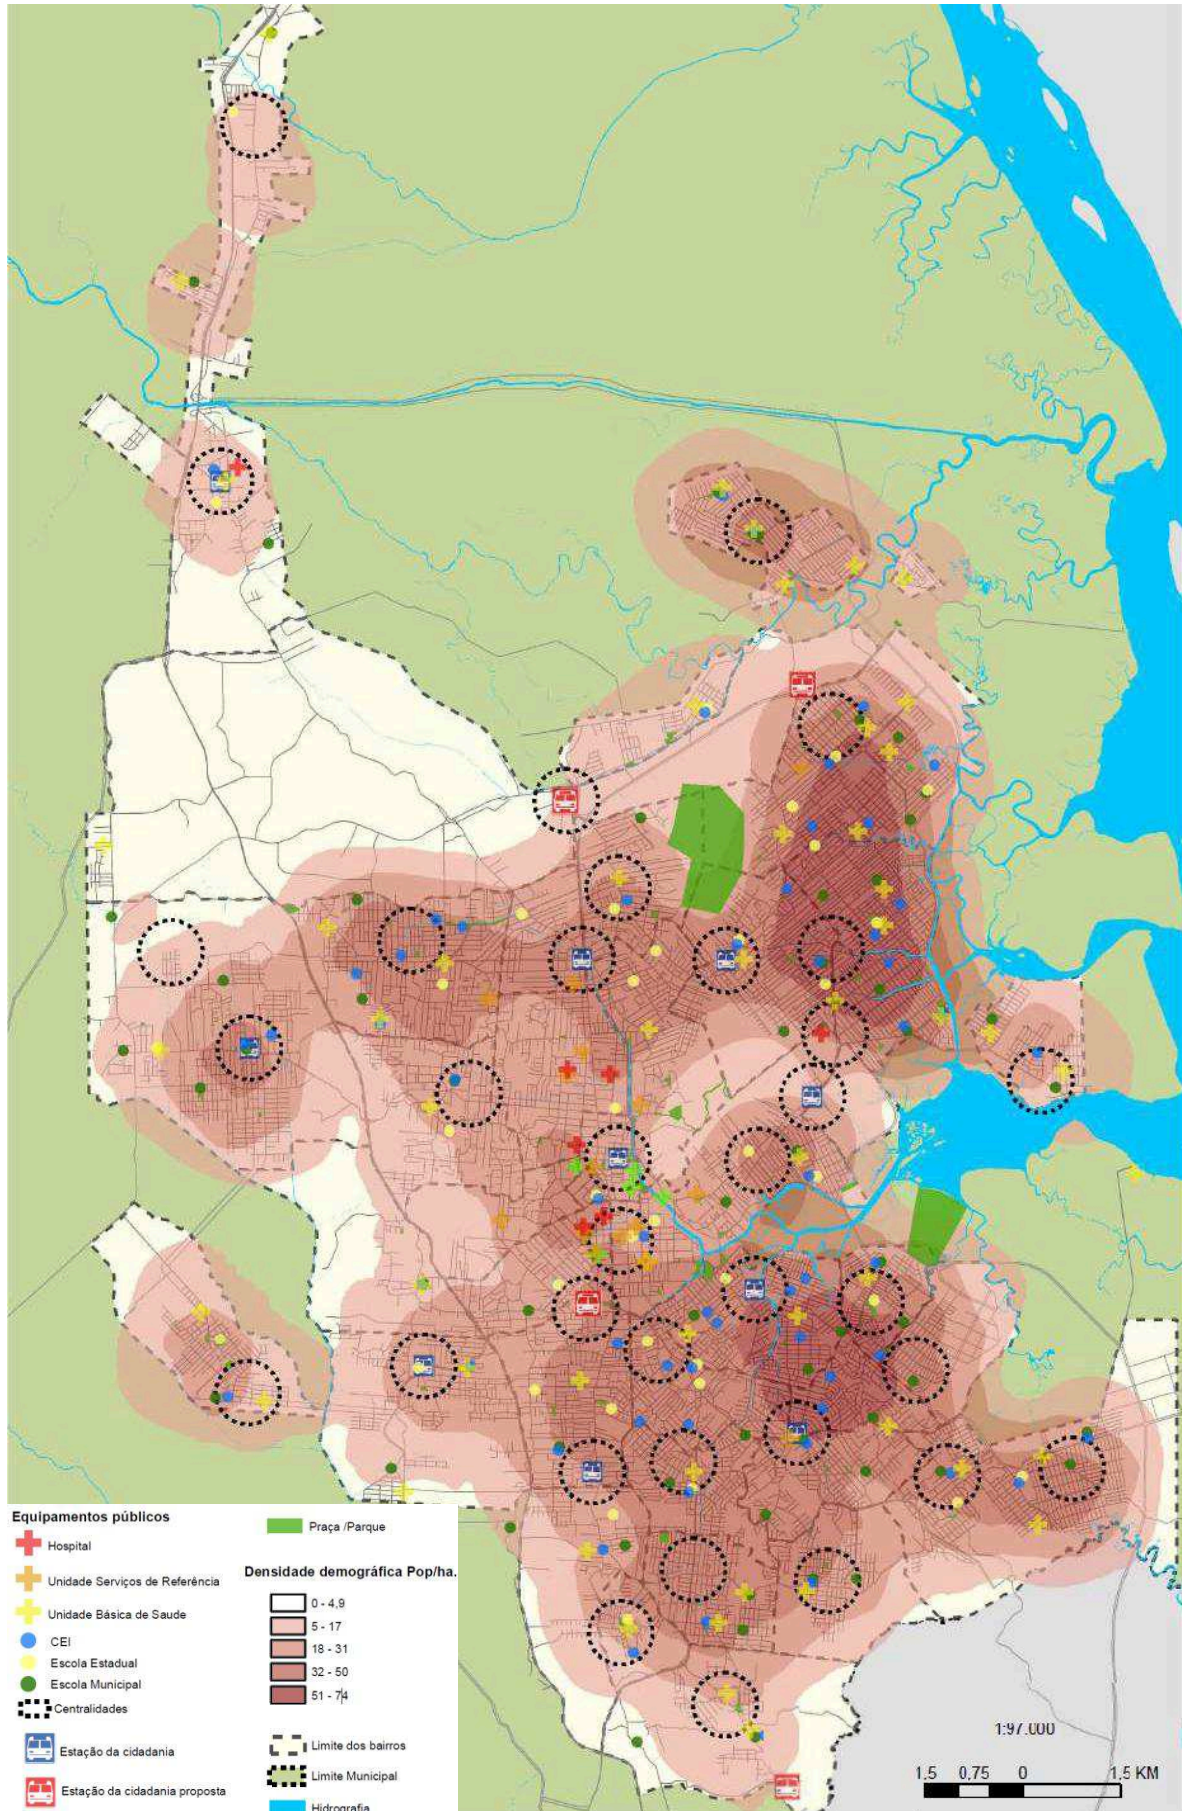 Equipamentos públicos
Hospital
Unidade Serviços de Referência
Unidade Básica de Saude
CEI
Escola Estadual
Escola Municipal
Centralidades
Estação da cidadania
Estação da cidadania proposta
Praça /Parque
Densidade demográfica Pop/ha.
0 - 4,9
5 - 17
18 - 31
32 - 50
51 - 74
Limite dos bairros
Limite Municipal
Hidrografia
1:97.000
1,5 0,75 0 1,5 KM